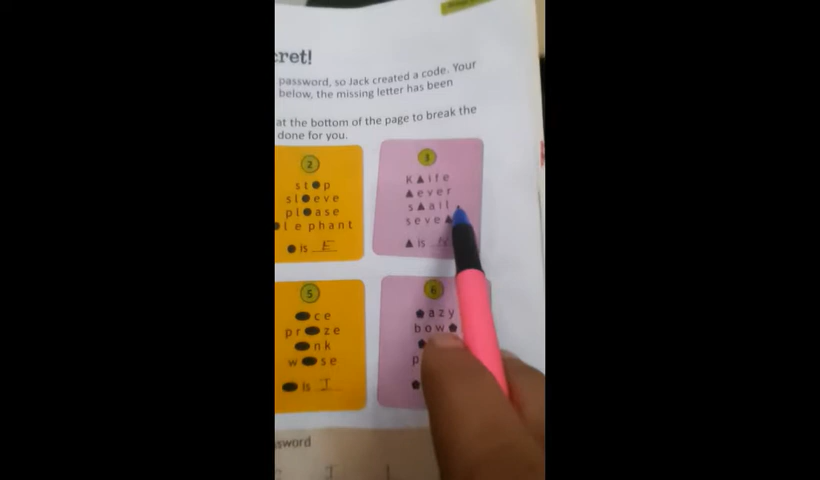 cret!
password, so Jack created a code. Your
below, the missing letter has been
at the bottom of the page to break the
done for you.
2
st●p
sl●eve
pl●ase
●lephant
● is E
3
K▲ife
▲ever
s▲ail
seve▲
▲ is N
5
⬬ce
pr⬬ze
⬬nk
w⬬se
⬬ is I
6
⬟azy
bow⬟
p
sword
I